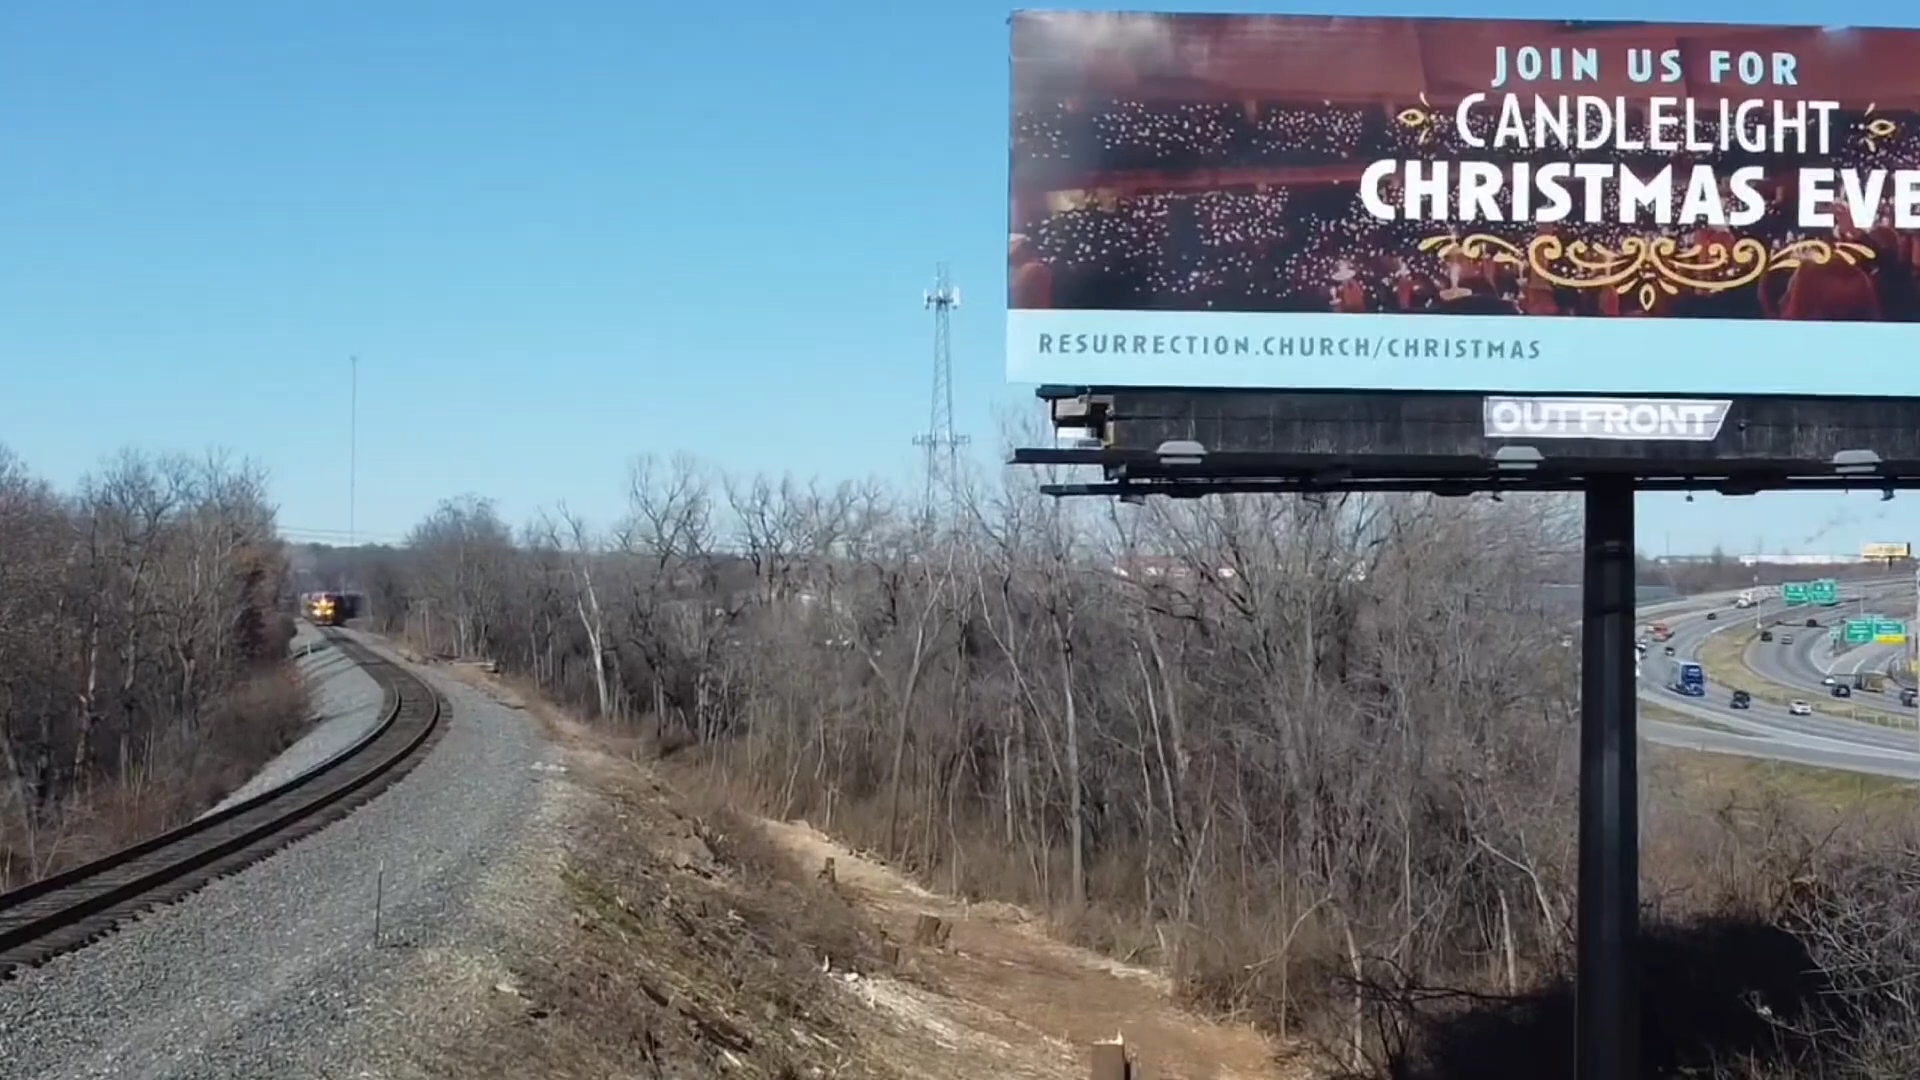 JOIN US FOR
CANDLELIGHT
CHRISTMAS EVE
RESURRECTION.CHURCH/CHRISTMAS
OUTFRONT